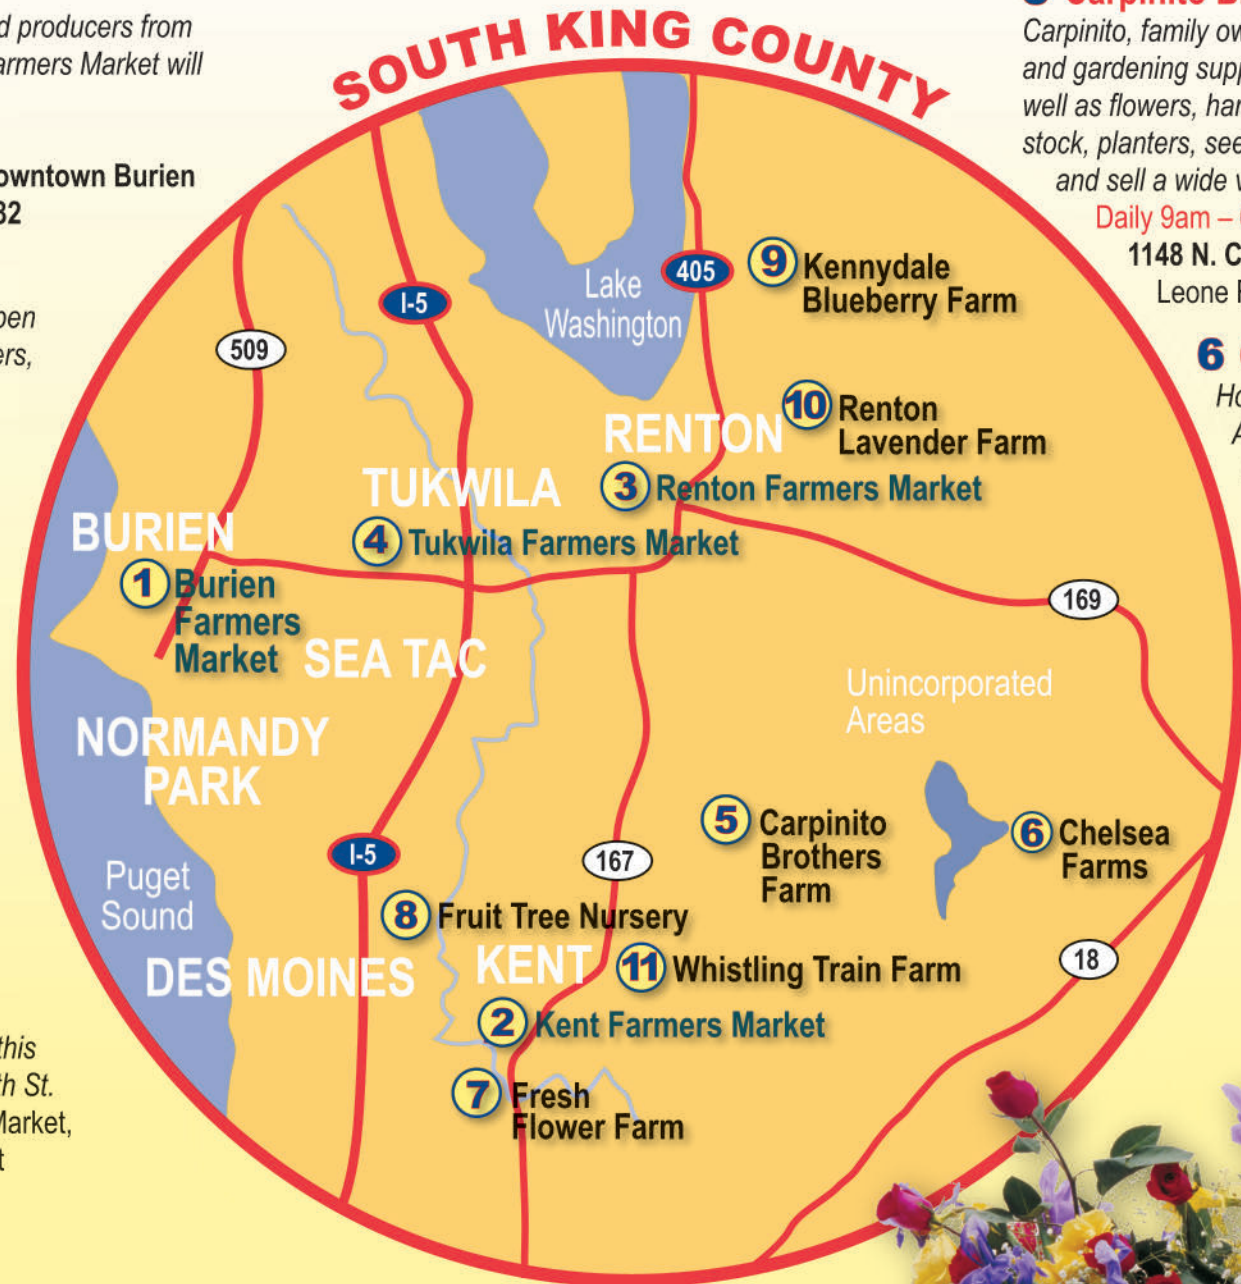 d producers from
armers Market will
owntown Burien
32
pen
ers,
this
th St.
Market,
t
SOUTH KING COUNTY
Carpinito
Carpinito, family
and gardening
well as flowers,
stock, planters,
and sell a wide
Daily 9am –
1148 N.
Leone
6
509
I-5
Lake
Washington
405
9 Kennydale
Blueberry Farm
10 Renton
Lavender Farm
RENTON
3 Renton Farmers Market
TUKWILA
4 Tukwila Farmers Market
BURIEN
1 Burien
Farmers
Market
SEA TAC
169
Unincorporated
Areas
NORMANDY
PARK
5 Carpinito
Brothers
Farm
6 Chelsea
Farms
I-5
167
Puget
Sound
8 Fruit Tree Nursery
DES MOINES
KENT
11 Whistling Train Farm
18
2 Kent Farmers Market
7 Fresh
Flower Farm